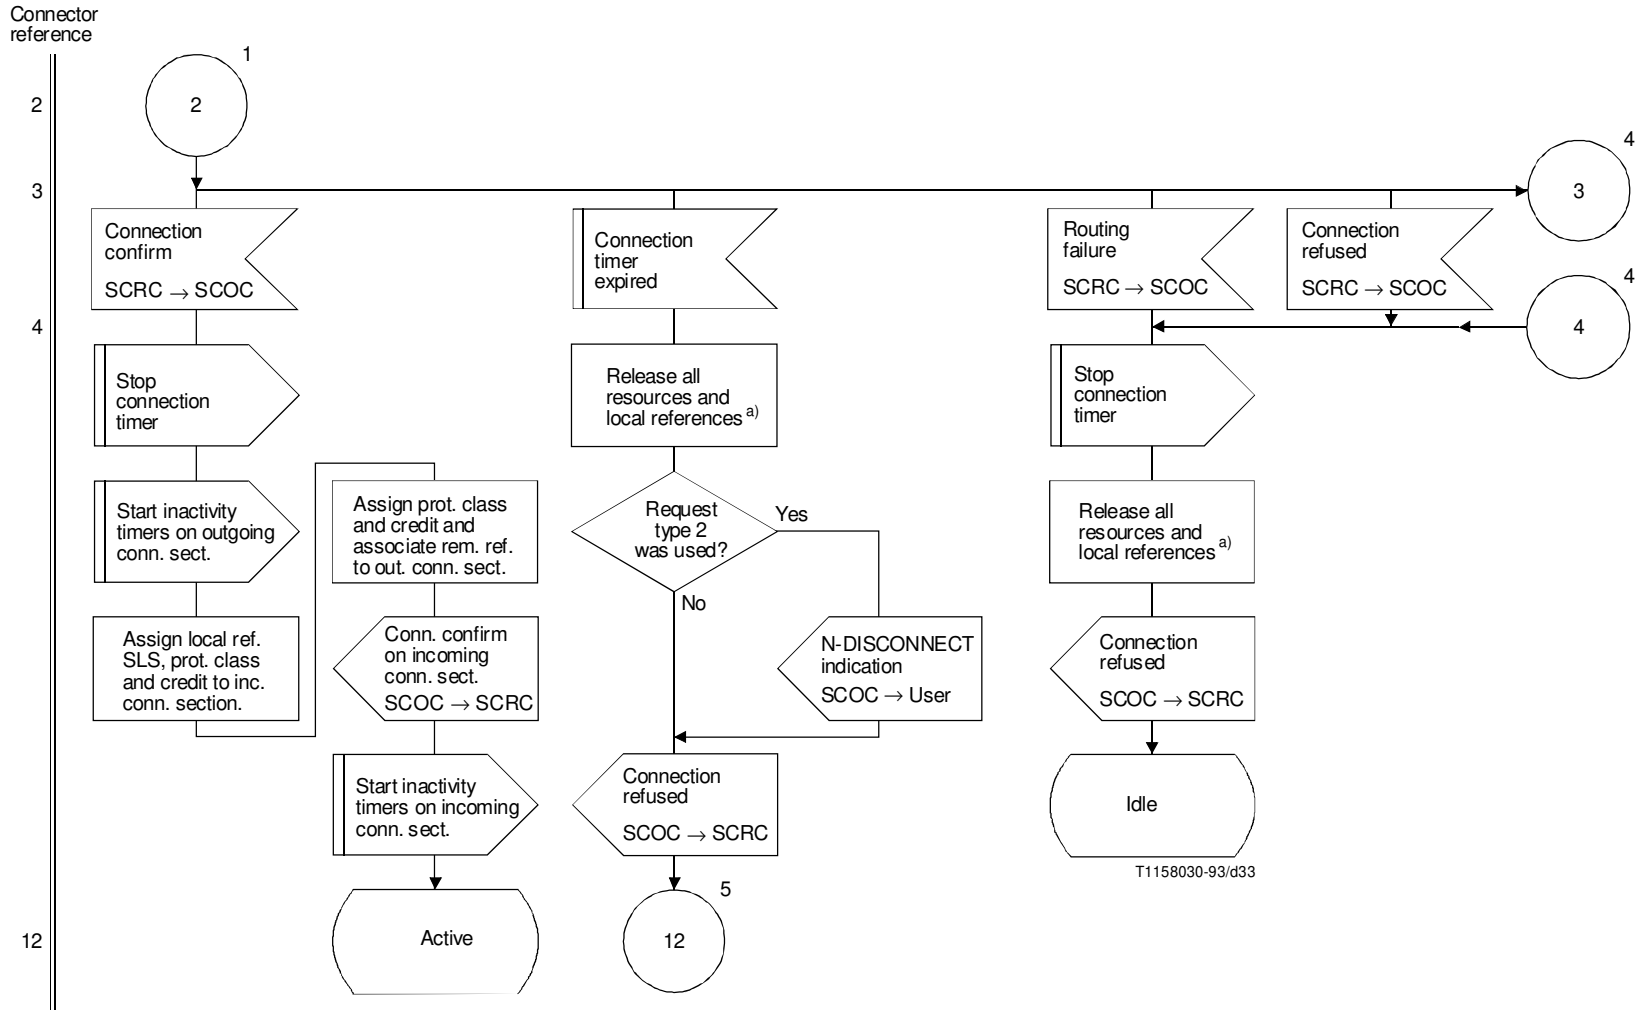 Connector
reference
1
2
2
4
3
3
Connection
confirm
SCRC → SCOC
Connection
timer
expired
Routing
failure
SCRC → SCOC
Connection
refused
SCRC → SCOC
4
4
4
Stop
connection
timer
Release all
resources and
local references a)
Stop
connection
timer
Start inactivity
timers on outgoing
conn. sect.
Assign prot. class
and credit and
associate rem. ref.
to out. conn. sect.
Request
type 2
was used?
Yes
No
Release all
resources and
local references a)
Assign local ref.
SLS, prot. class
and credit to inc.
conn. section.
Conn. confirm
on incoming
conn. sect.
SCOC → SCRC
N-DISCONNECT
indication
SCOC → User
Connection
refused
SCOC → SCRC
Start inactivity
timers on incoming
conn. sect.
Connection
refused
SCOC → SCRC
Idle
T1158030-93/d33
5
12
Active
12